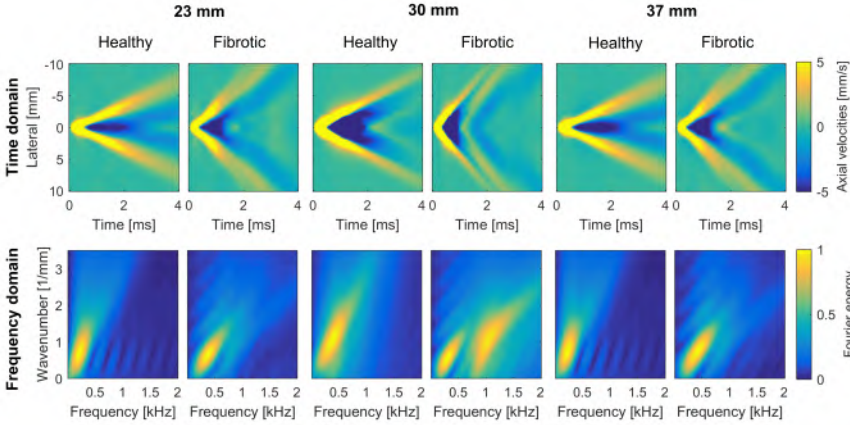 23 mm 30 mm 37 mm
Healthy Fibrotic Healthy Fibrotic Healthy Fibrotic
Time domain
Lateral [mm]
-10
-5
0
5
10
0 2 4 0 2 4 0 2 4 0 2 4 0 2 4 0 2 4
Time [ms] Time [ms] Time [ms] Time [ms] Time [ms] Time [ms]
5
0
-5
Axial velocities [mm/s]
Frequency domain
Wavenumber [1/mm]
3
2
1
0
0.5 1 1.5 2 0.5 1 1.5 2 0.5 1 1.5 2 0.5 1 1.5 2 0.5 1 1.5 2 0.5 1 1.5 2
Frequency [kHz] Frequency [kHz] Frequency [kHz] Frequency [kHz] Frequency [kHz] Frequency [kHz]
1
0.5
0
Fourier energy